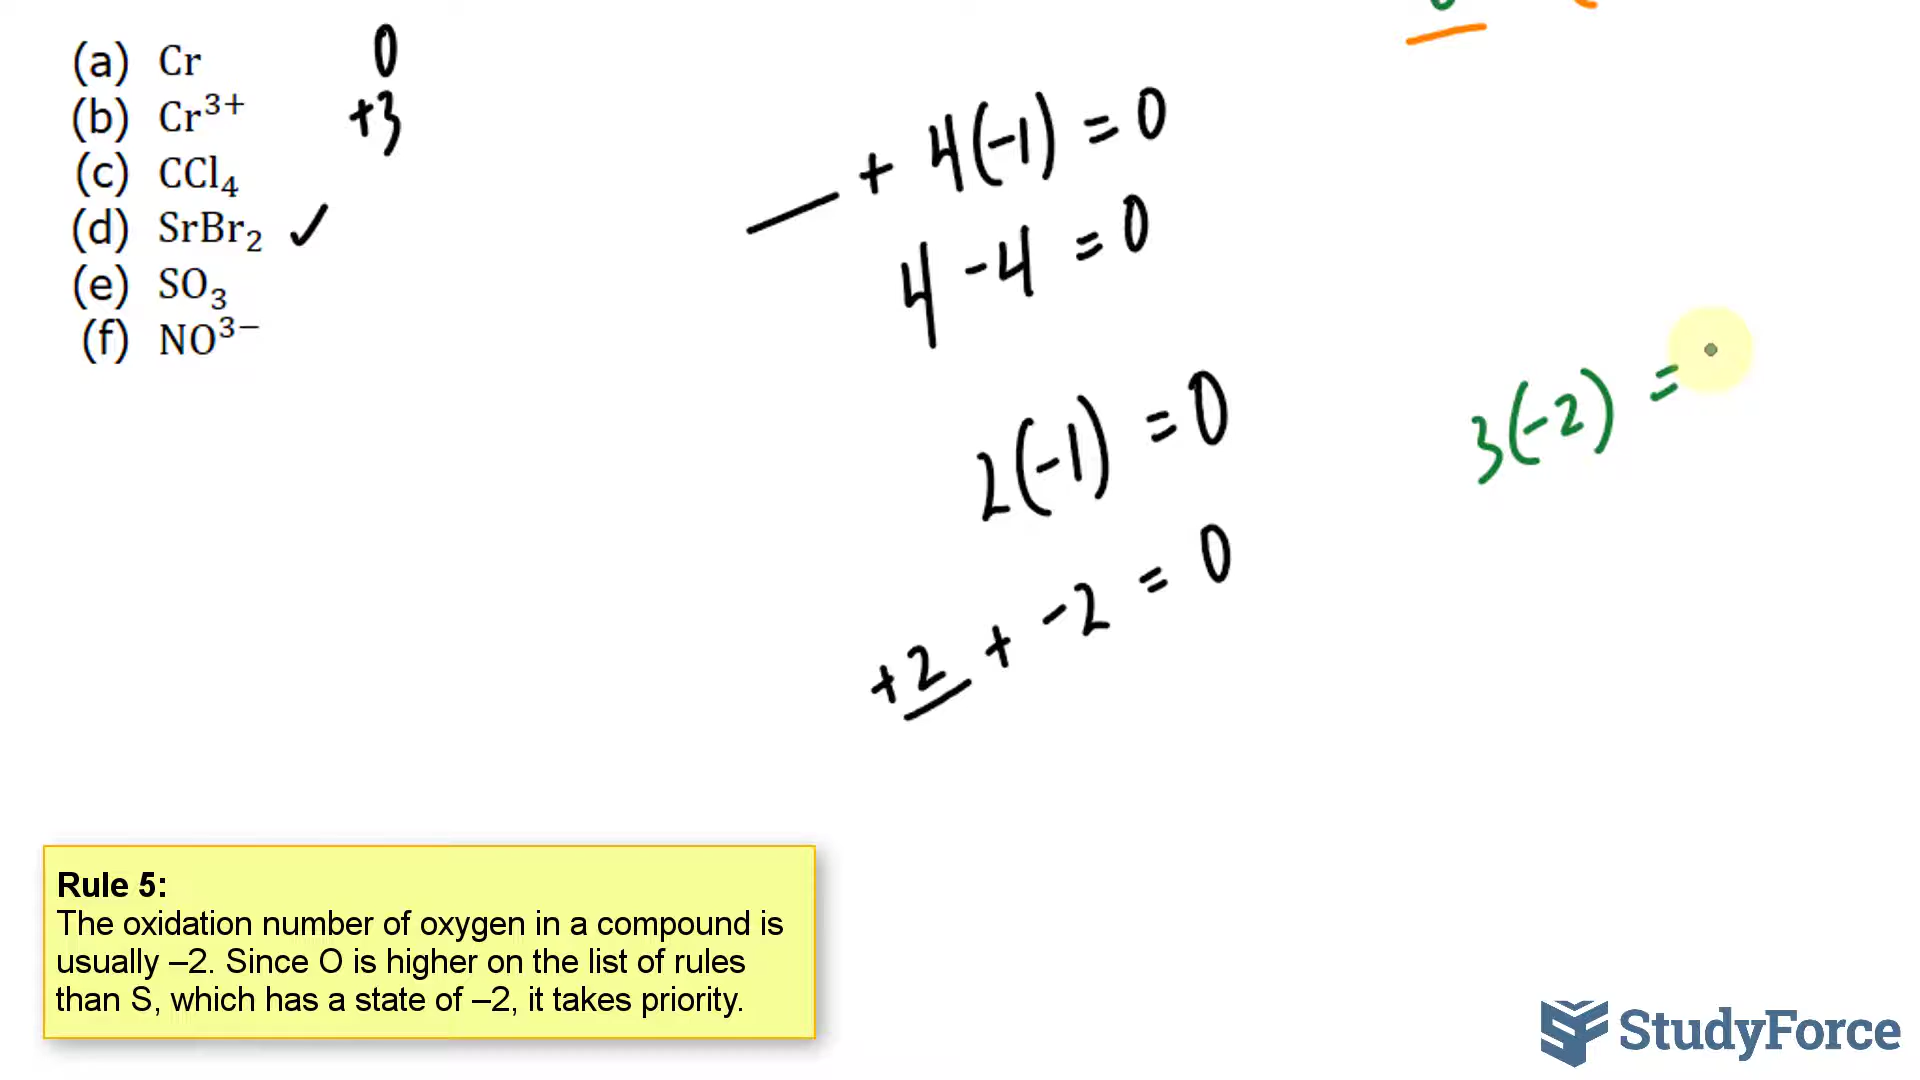 (a) Cr 0
(b) Cr³⁺ +3
(c) CCl₄
(d) SrBr₂ ✓
(e) SO₃
(f) NO³⁻
__ + 4(-1) = 0
4 - 4 = 0
2(-1) = 0
+2 + -2 = 0
3(-2) =
Rule 5:
The oxidation number of oxygen in a compound is
usually –2. Since O is higher on the list of rules
than S, which has a state of –2, it takes priority.
StudyForce